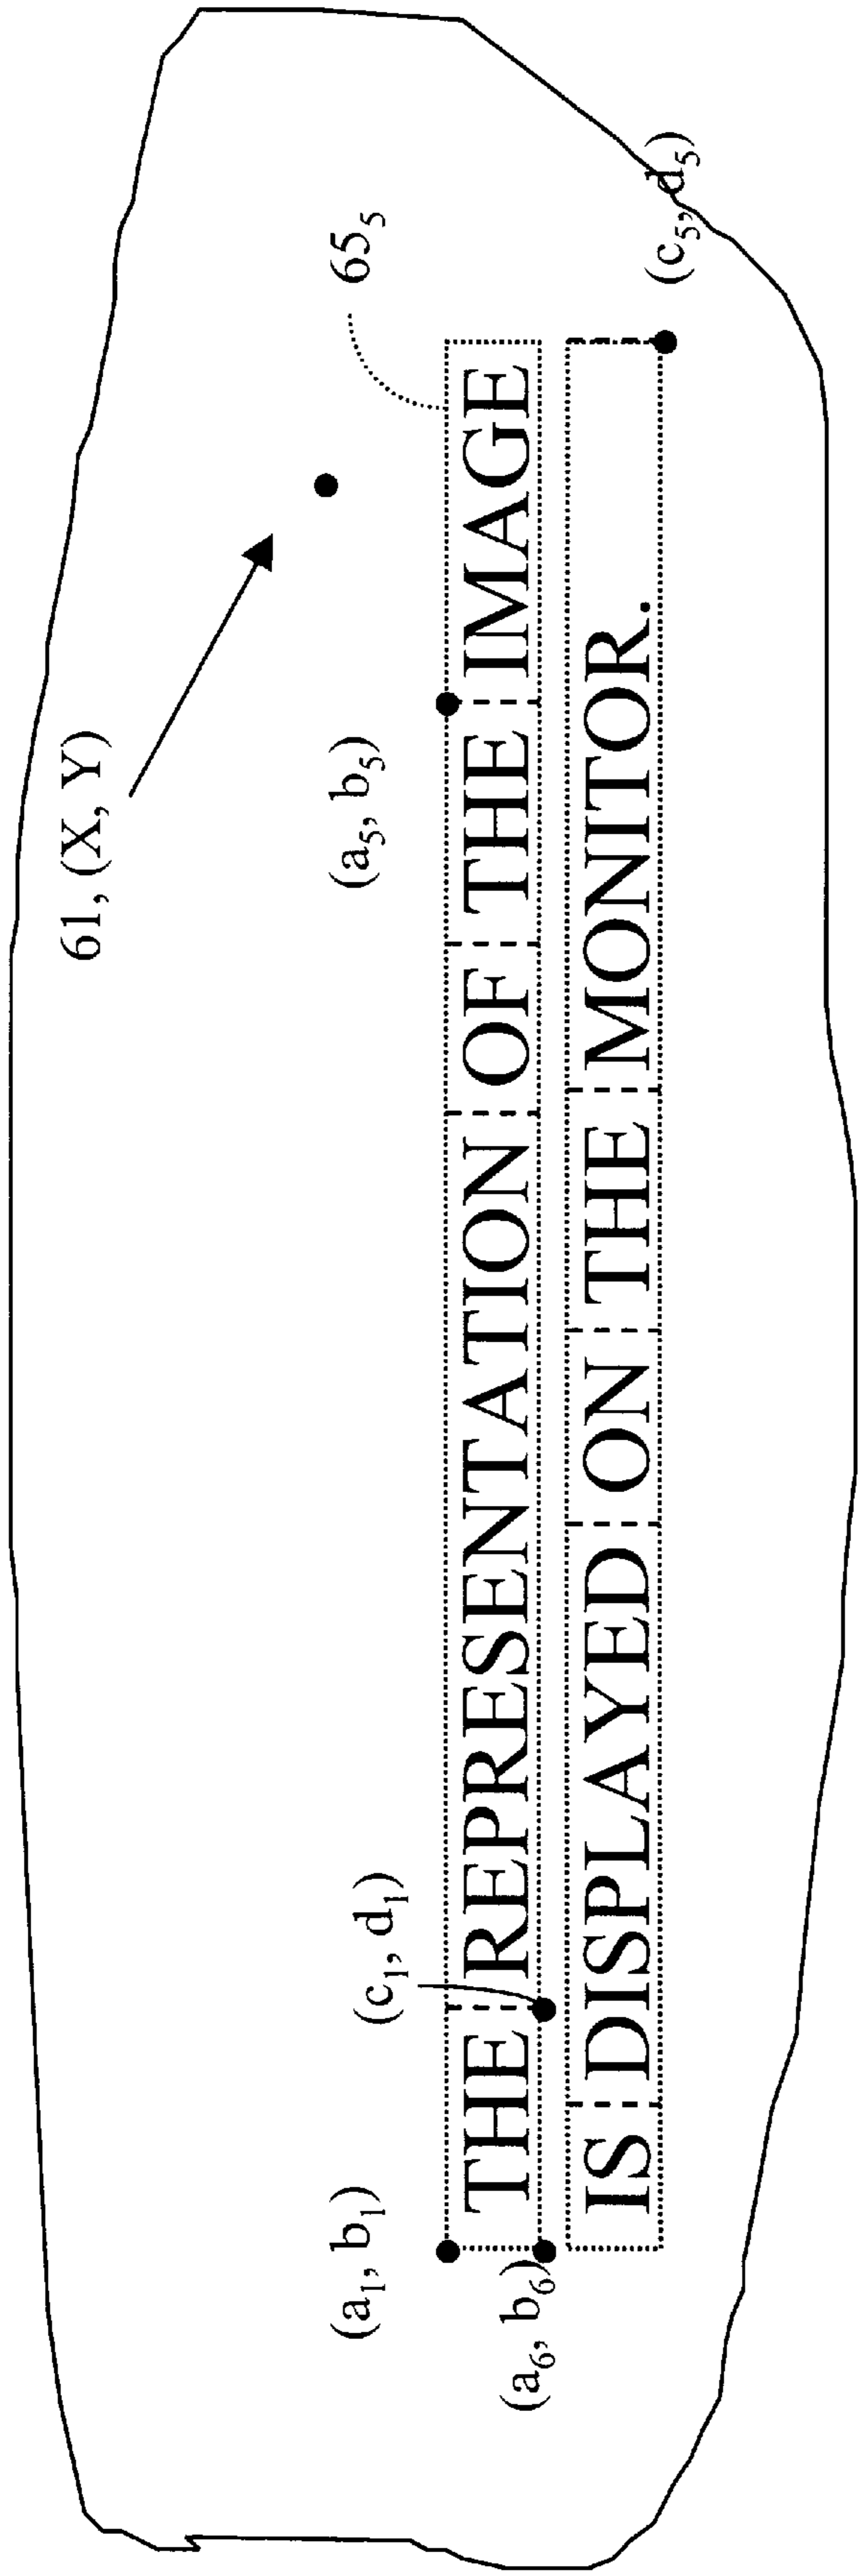 61, (X, Y)
65₅
(a₁, b₁)
(c₁, d₁)
(a₅, b₅)
THE REPRESENTATION OF THE IMAGE
(a₆, b₆)
IS DISPLAYED ON THE MONITOR.
(c₅, d₅)